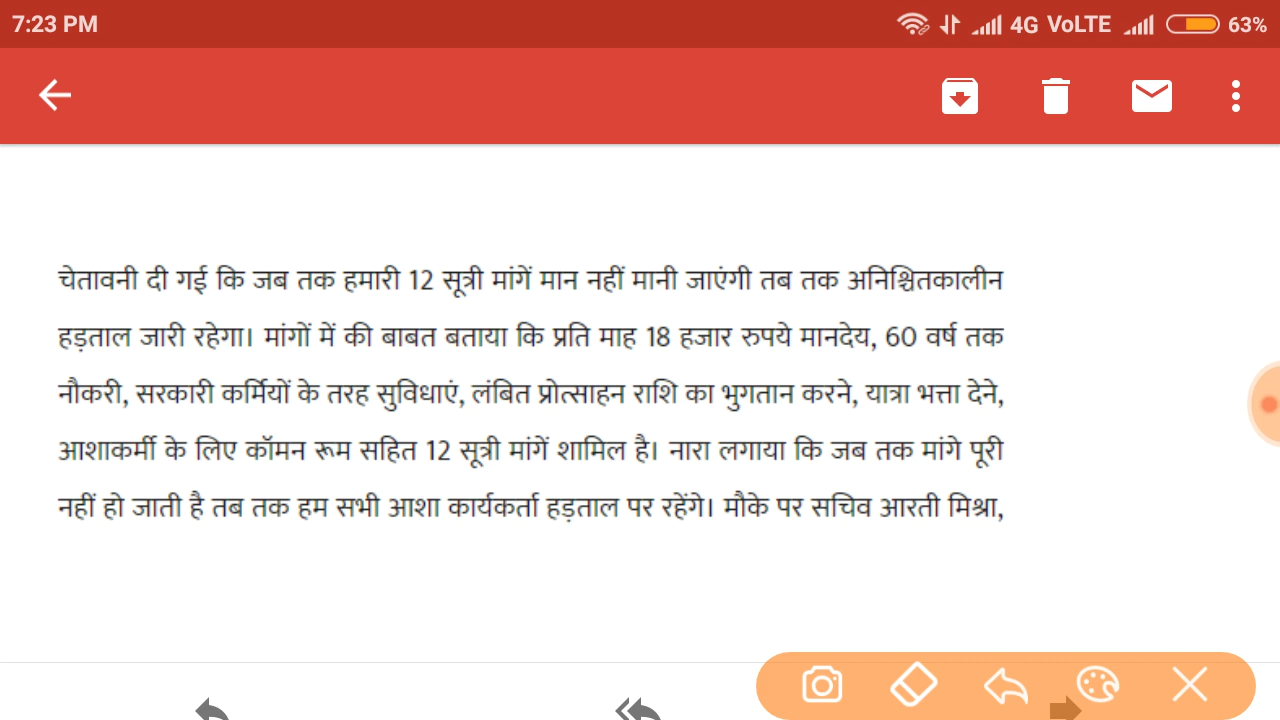 7:23 PM 4G VoLTE 63%
चेतावनी दी गई कि जब तक हमारी 12 सूत्री मांगें मान नहीं मानी जाएंगी तब तक अनिश्चितकालीन
हड़ताल जारी रहेगा। मांगों में की बाबत बताया कि प्रति माह 18 हजार रुपये मानदेय, 60 वर्ष तक
नौकरी, सरकारी कर्मियों के तरह सुविधाएं, लंबित प्रोत्साहन राशि का भुगतान करने, यात्रा भत्ता देने,
आशाकर्मी के लिए कॉमन रूम सहित 12 सूत्री मांगें शामिल है। नारा लगाया कि जब तक मांगे पूरी
नहीं हो जाती है तब तक हम सभी आशा कार्यकर्ता हड़ताल पर रहेंगे। मौके पर सचिव आरती मिश्रा,